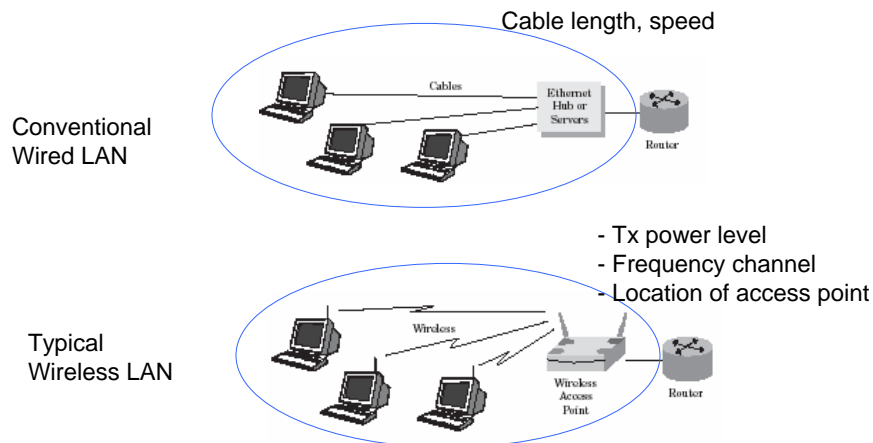 Cable length, speed
Cables
Ethernet
Hub or
Servers
Router
Conventional
Wired LAN
- Tx power level
- Frequency channel
- Location of access point
Wireless
Typical
Wireless LAN
Wireless
Access
Point
Router